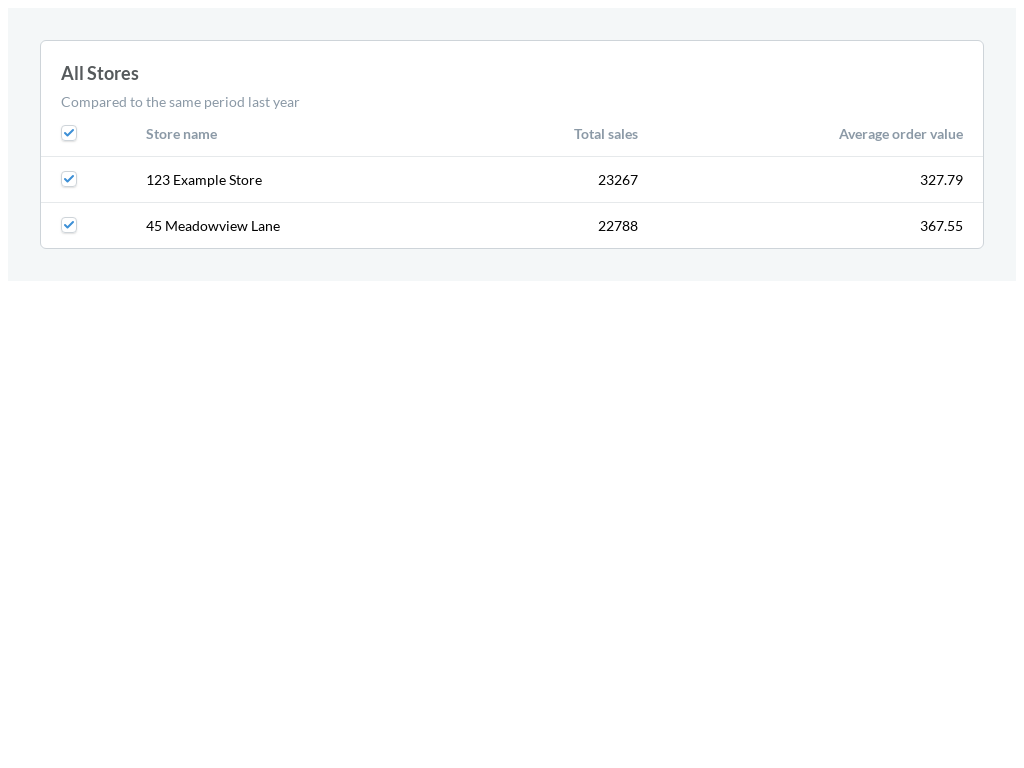 All Stores
Compared to the same period last year
Store name Total sales Average order value
123 Example Store 23267 327.79
45 Meadowview Lane 22788 367.55